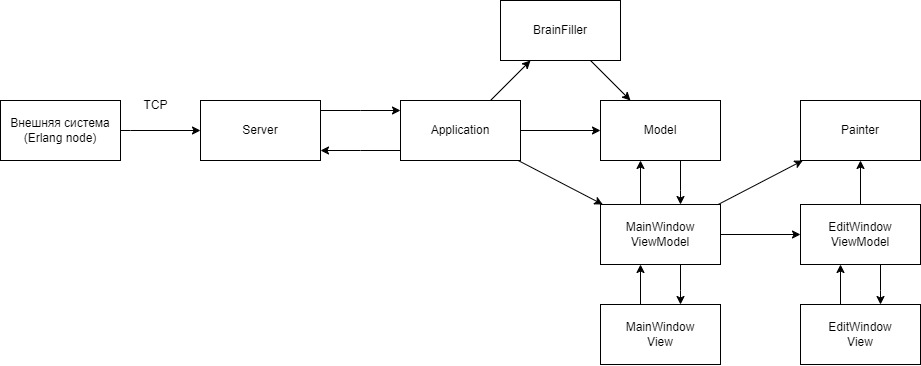 BrainFiller
TCP
Внешняя система
(Erlang node)
Server
Application
Model
Painter
MainWindow
ViewModel
EditWindow
ViewModel
MainWindow
View
EditWindow
View